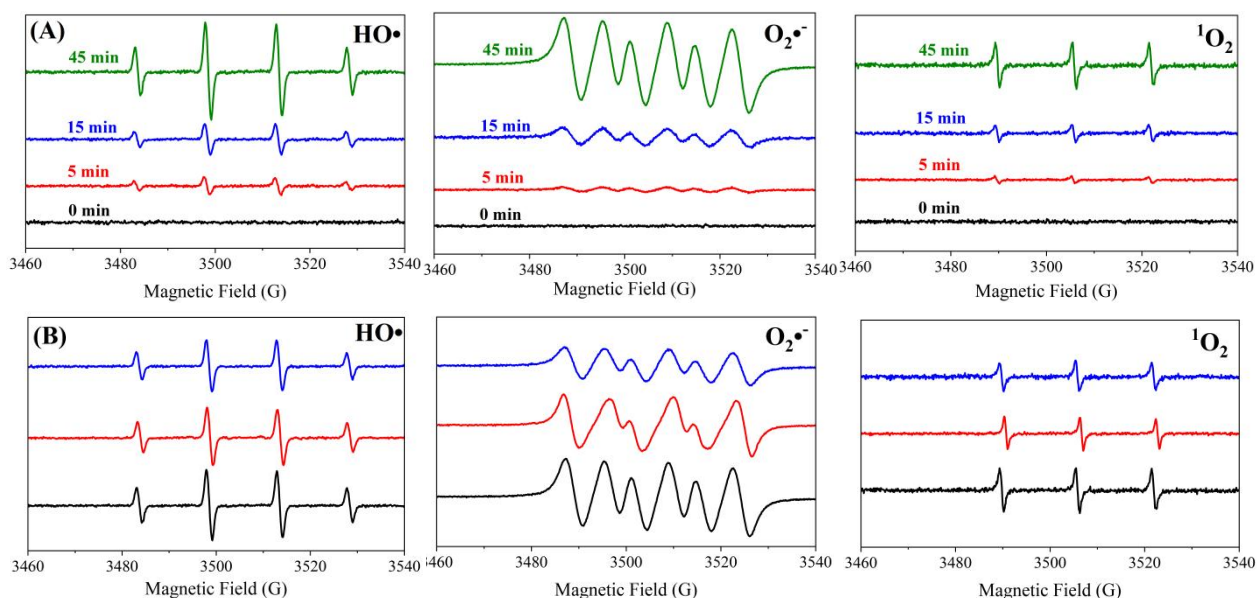 (A)
HO•
45 min
15 min
5 min
0 min
3460 3480 3500 3520 3540
Magnetic Field (G)
O₂•⁻
45 min
15 min
5 min
0 min
3460 3480 3500 3520 3540
Magnetic Field (G)
¹O₂
45 min
15 min
5 min
0 min
3460 3480 3500 3520 3540
Magnetic Field (G)
(B)
HO•
3460 3480 3500 3520 3540
Magnetic Field (G)
O₂•⁻
3460 3480 3500 3520 3540
Magnetic Field (G)
¹O₂
3460 3480 3500 3520 3540
Magnetic Field (G)